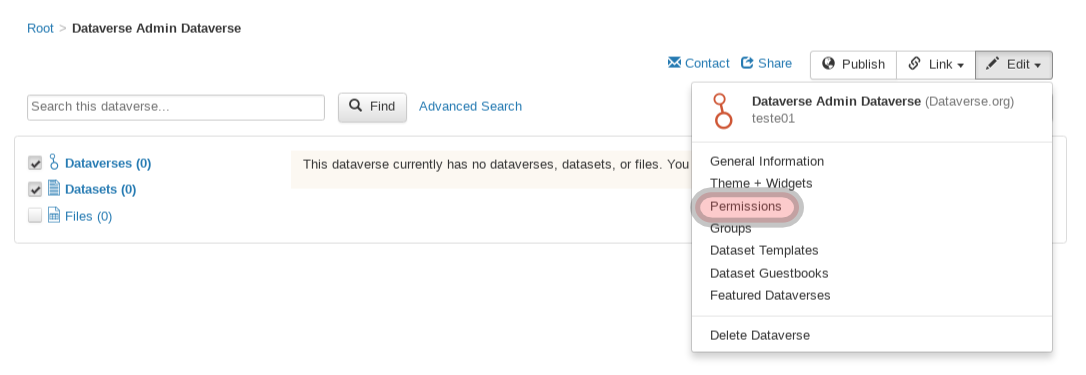 Root > Dataverse Admin Dataverse
Contact Share Publish Link Edit
Search this dataverse... Find Advanced Search
Dataverse Admin Dataverse (Dataverse.org)
teste01
Dataverses (0)
Datasets (0)
Files (0)
This dataverse currently has no dataverses, datasets, or files. You
General Information
Theme + Widgets
Permissions
Groups
Dataset Templates
Dataset Guestbooks
Featured Dataverses
Delete Dataverse